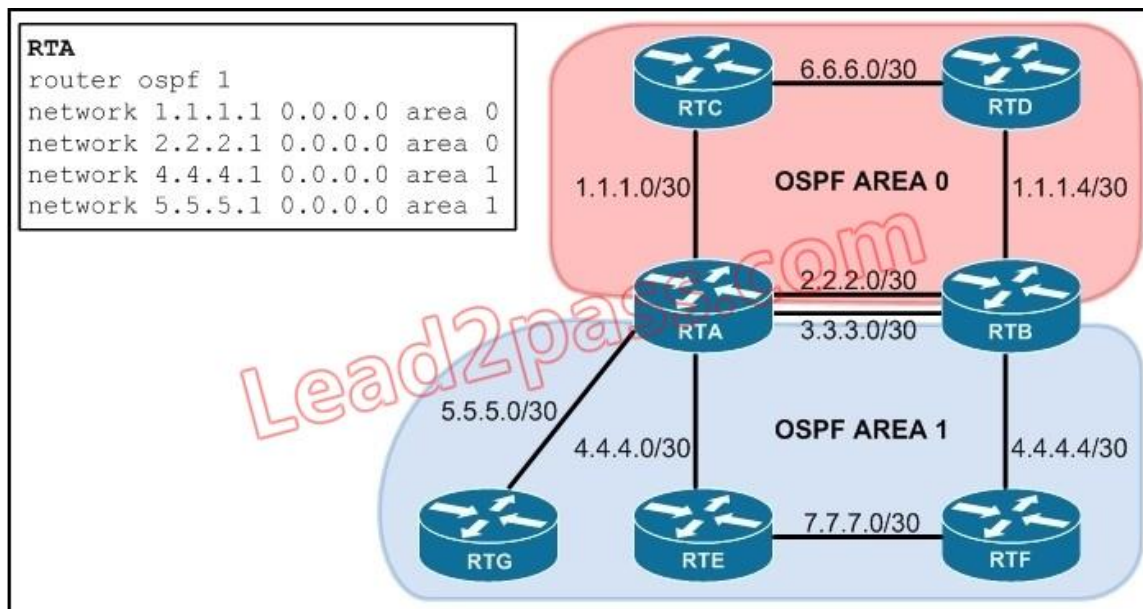 RTA
router ospf 1
network 1.1.1.1 0.0.0.0 area 0
network 2.2.2.1 0.0.0.0 area 0
network 4.4.4.1 0.0.0.0 area 1
network 5.5.5.1 0.0.0.0 area 1
6.6.6.0/30
RTC
RTD
1.1.1.0/30
OSPF AREA 0
1.1.1.4/30
2.2.2.0/30
RTA
RTB
3.3.3.0/30
Lead2pass.com
5.5.5.0/30
4.4.4.0/30
OSPF AREA 1
4.4.4.4/30
7.7.7.0/30
RTG
RTE
RTF